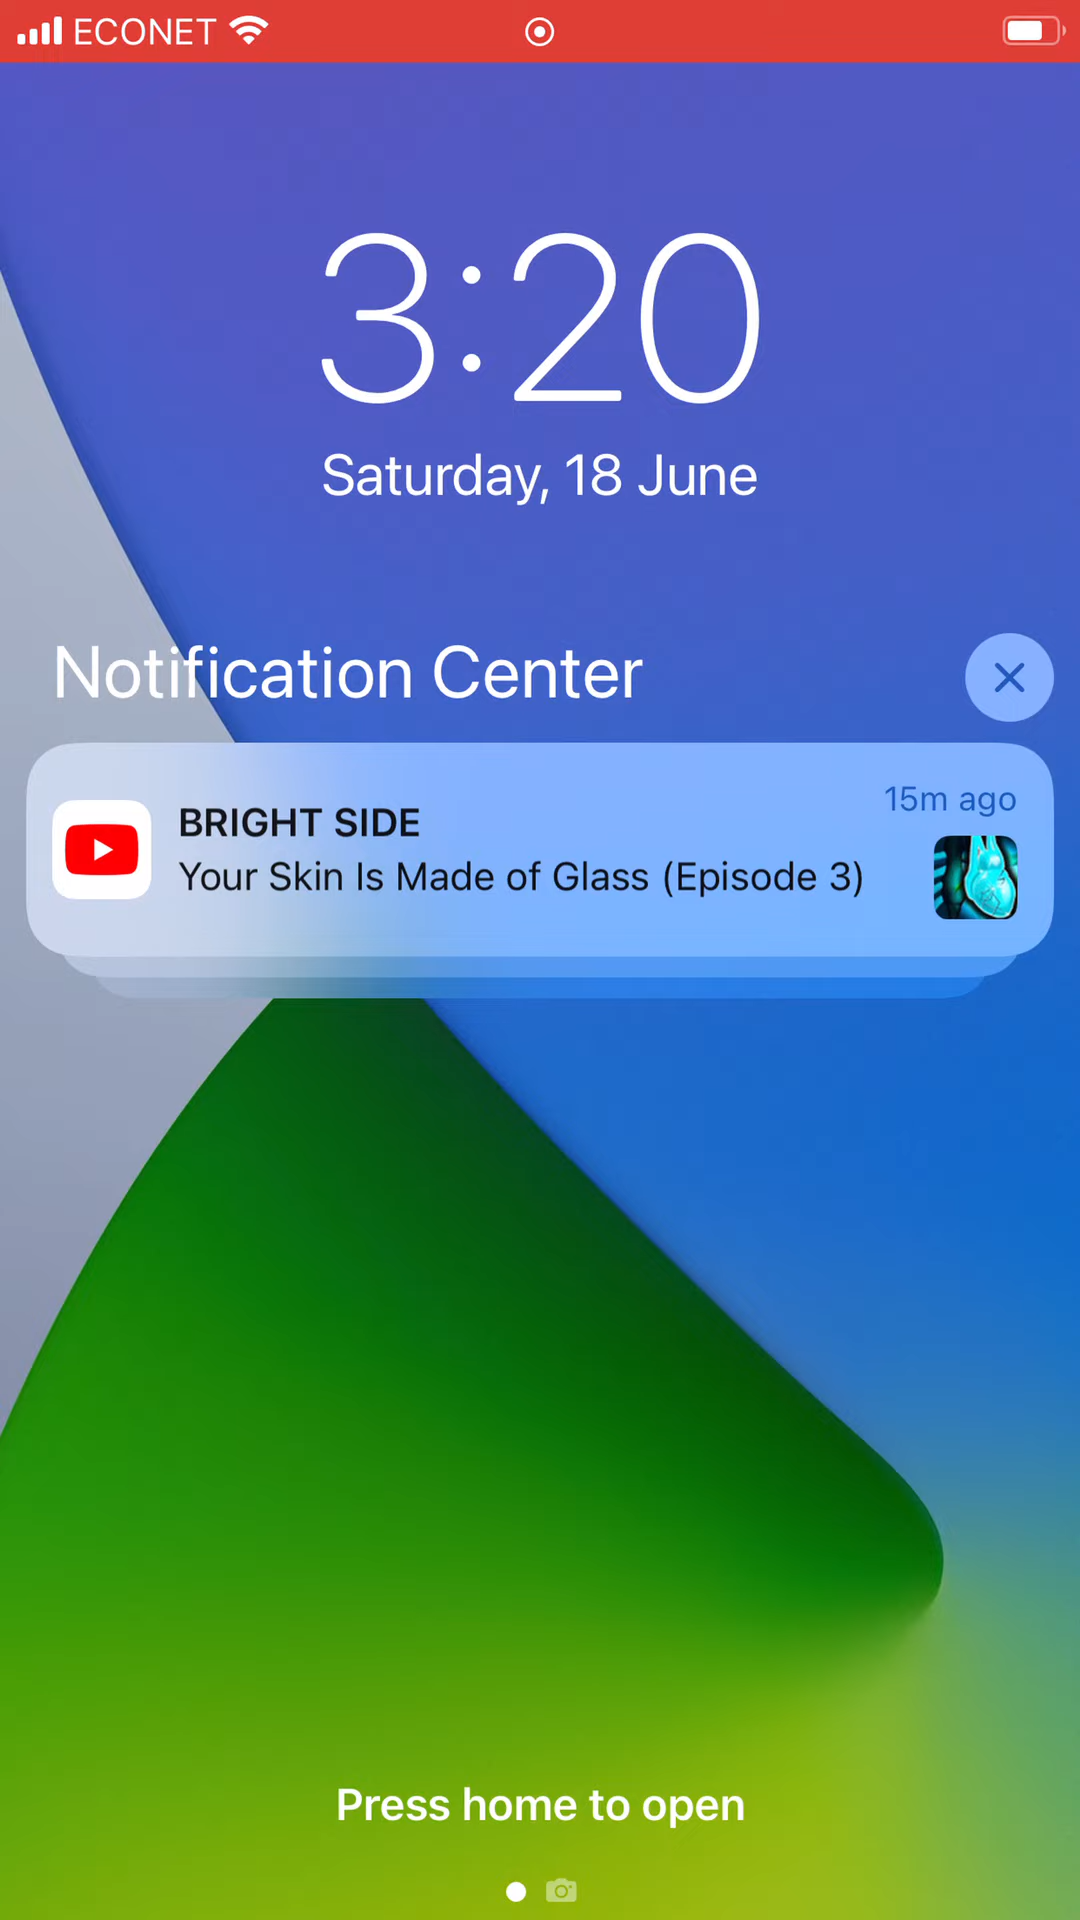 ECONET
3:20
Saturday, 18 June
Notification Center
15m ago
BRIGHT SIDE
Your Skin Is Made of Glass (Episode 3)
Press home to open